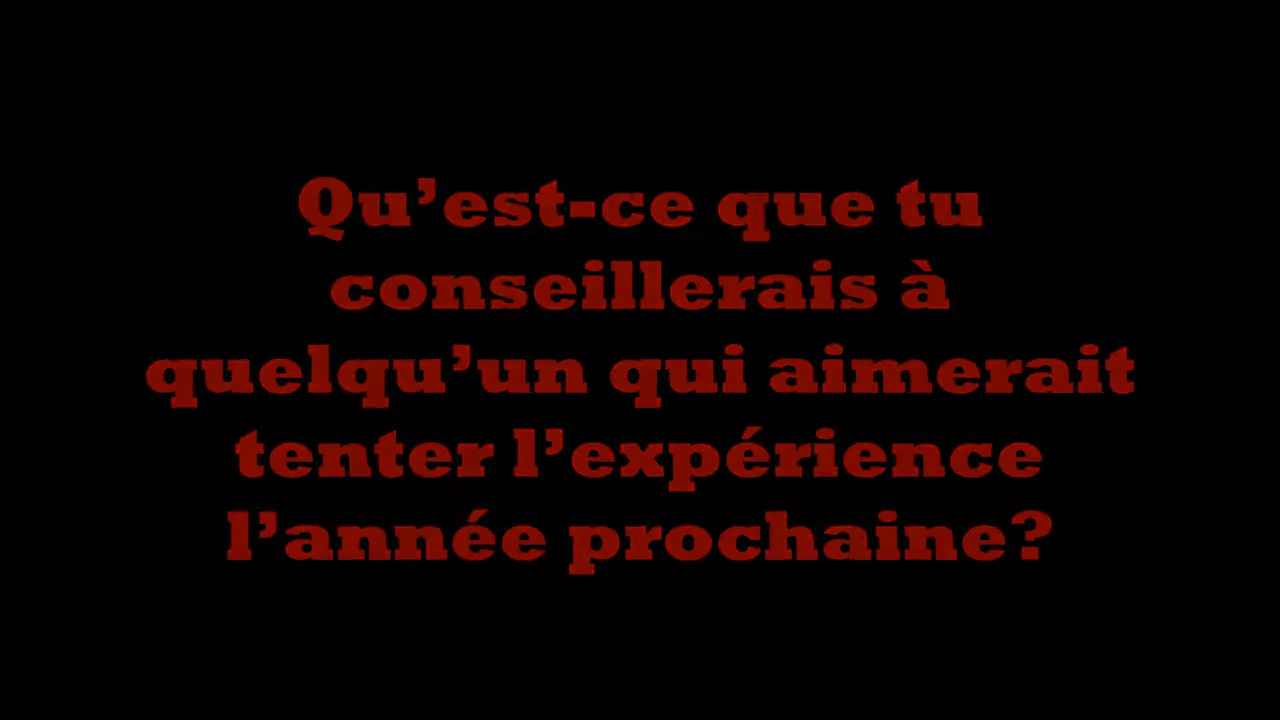 Qu’est-ce que tu
conseillerais à
quelqu’un qui aimerait
tenter l’expérience
l’année prochaine?